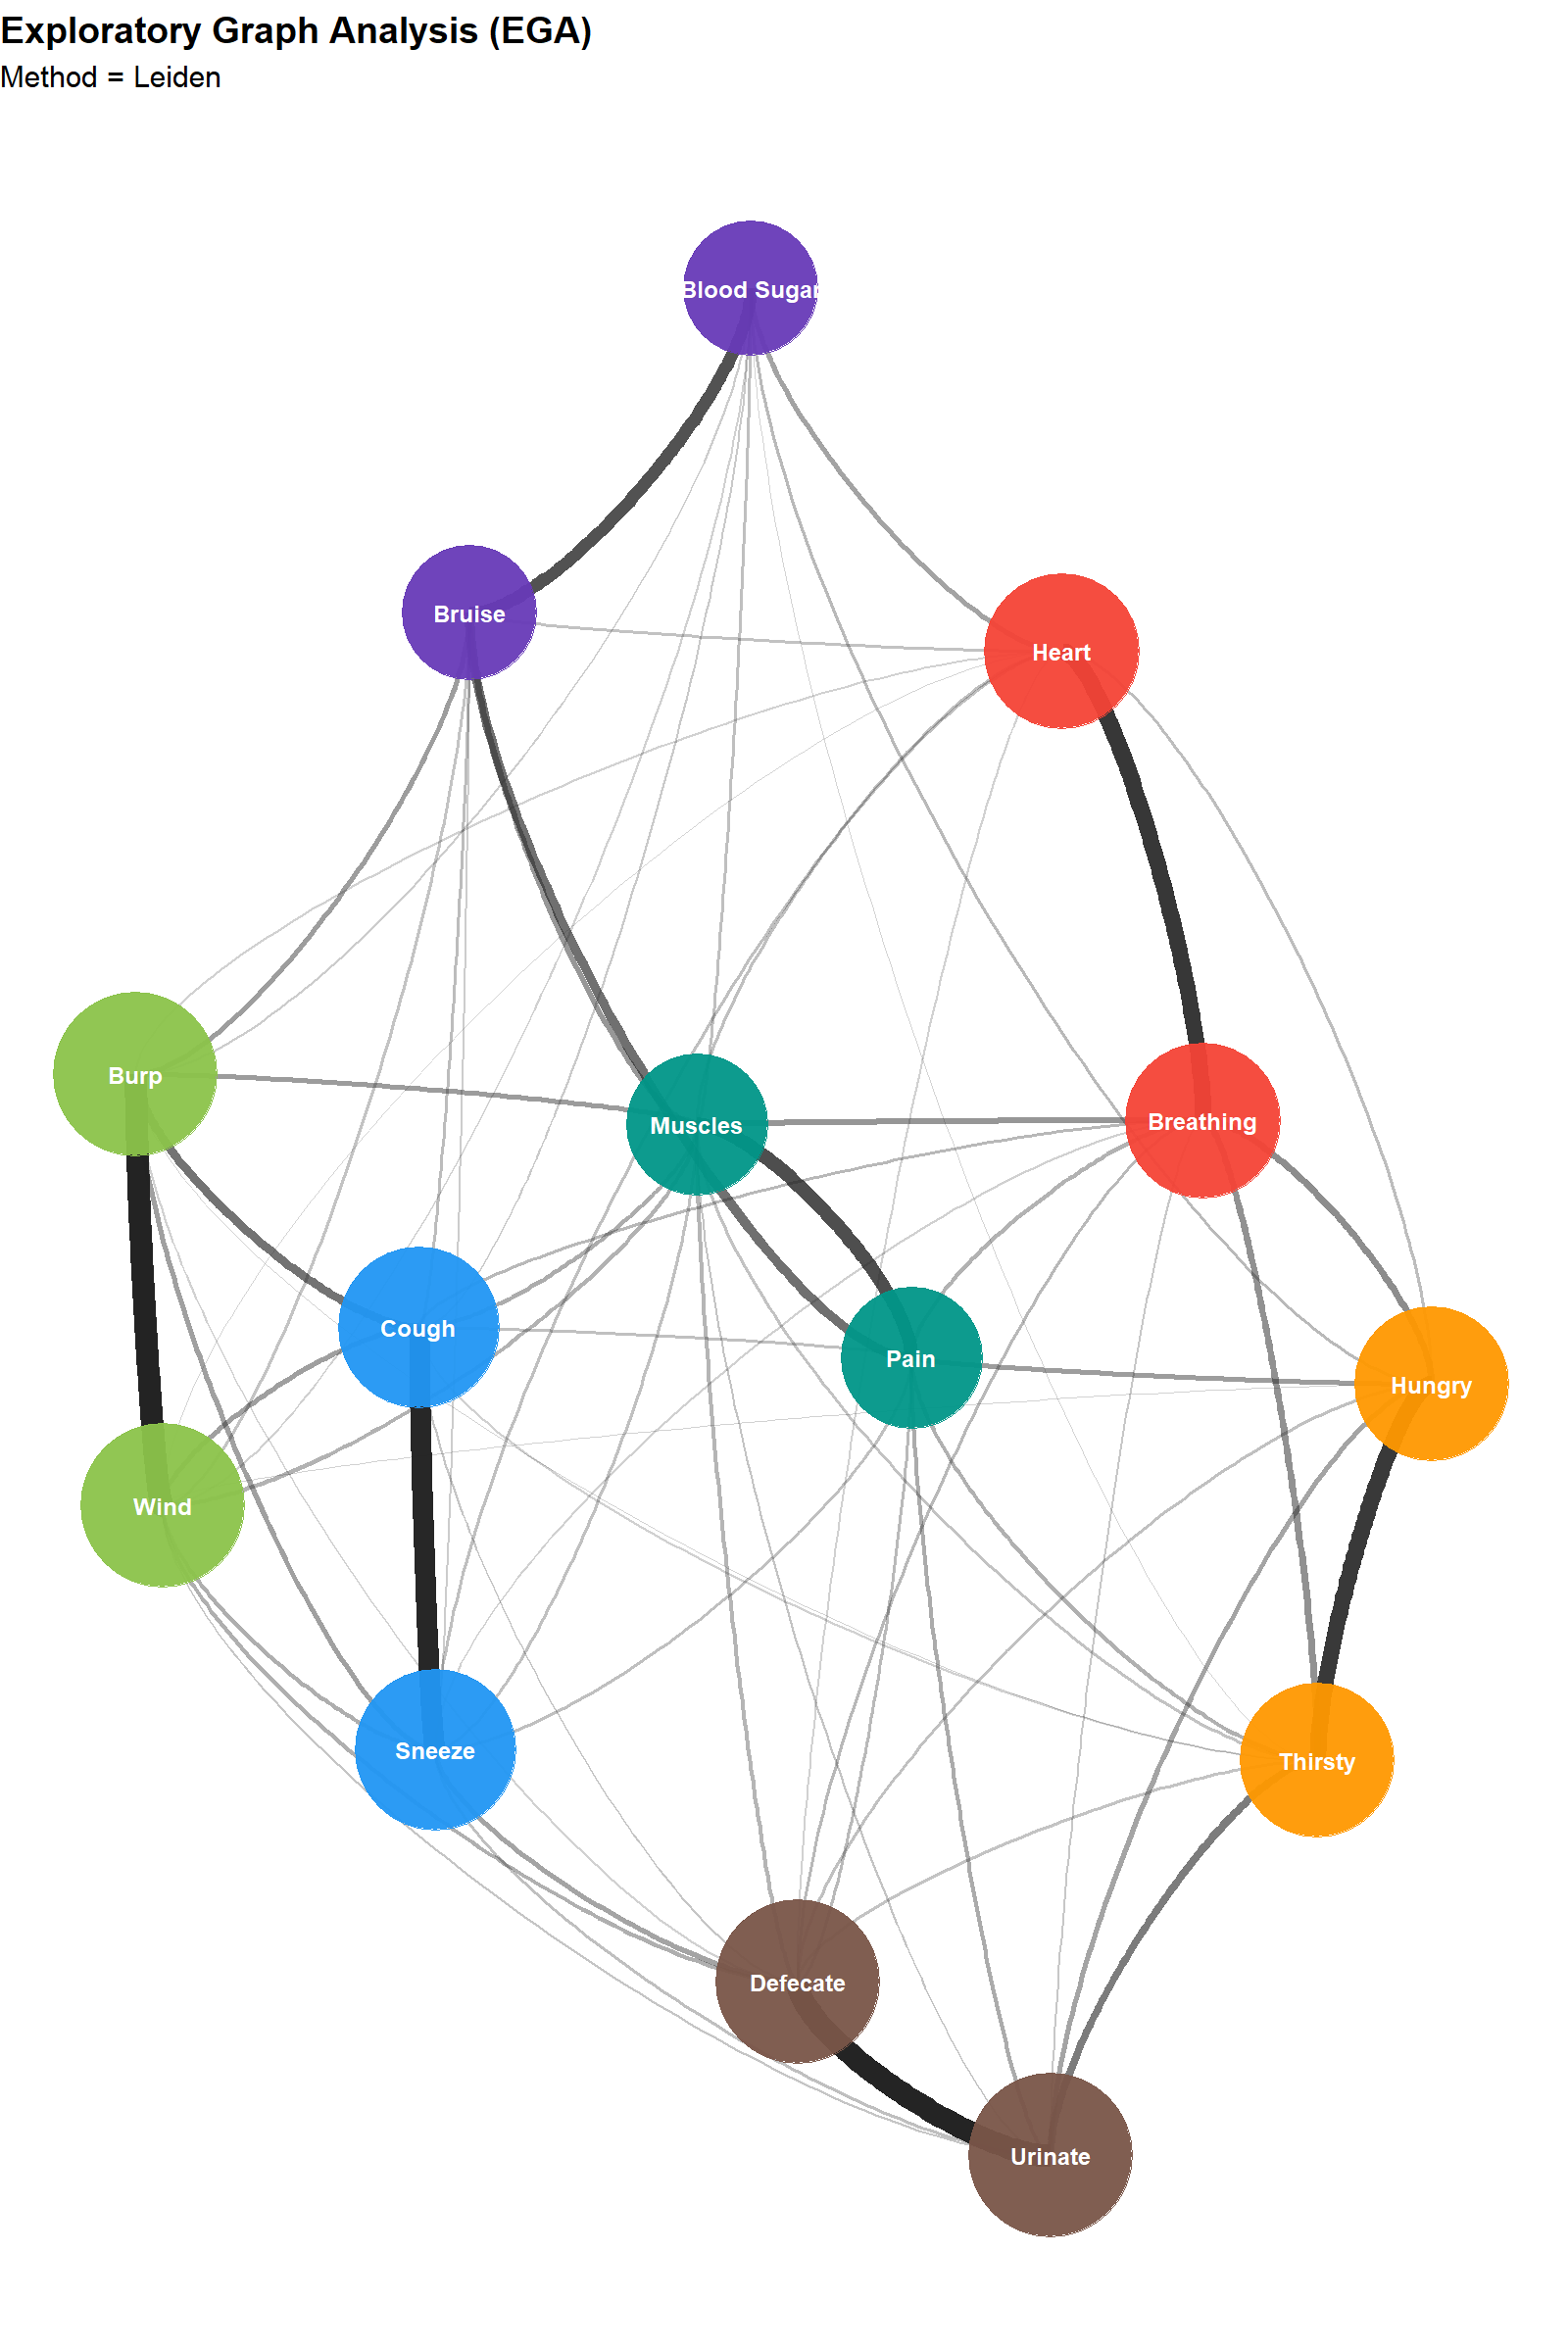 Exploratory Graph Analysis (EGA)
Method = Leiden
Blood Sugar
Bruise
Heart
Burp
Muscles
Breathing
Cough
Pain
Hungry
Wind
Sneeze
Thirsty
Defecate
Urinate